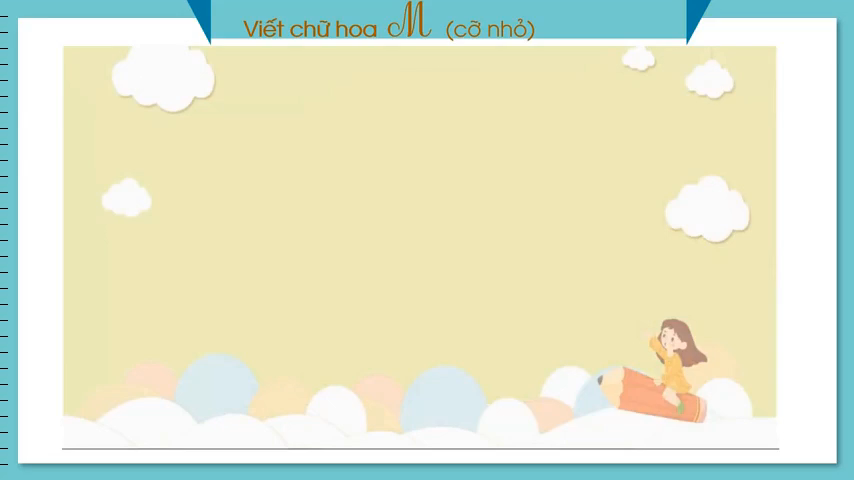 Viết chữ hoa M (cỡ nhỏ)